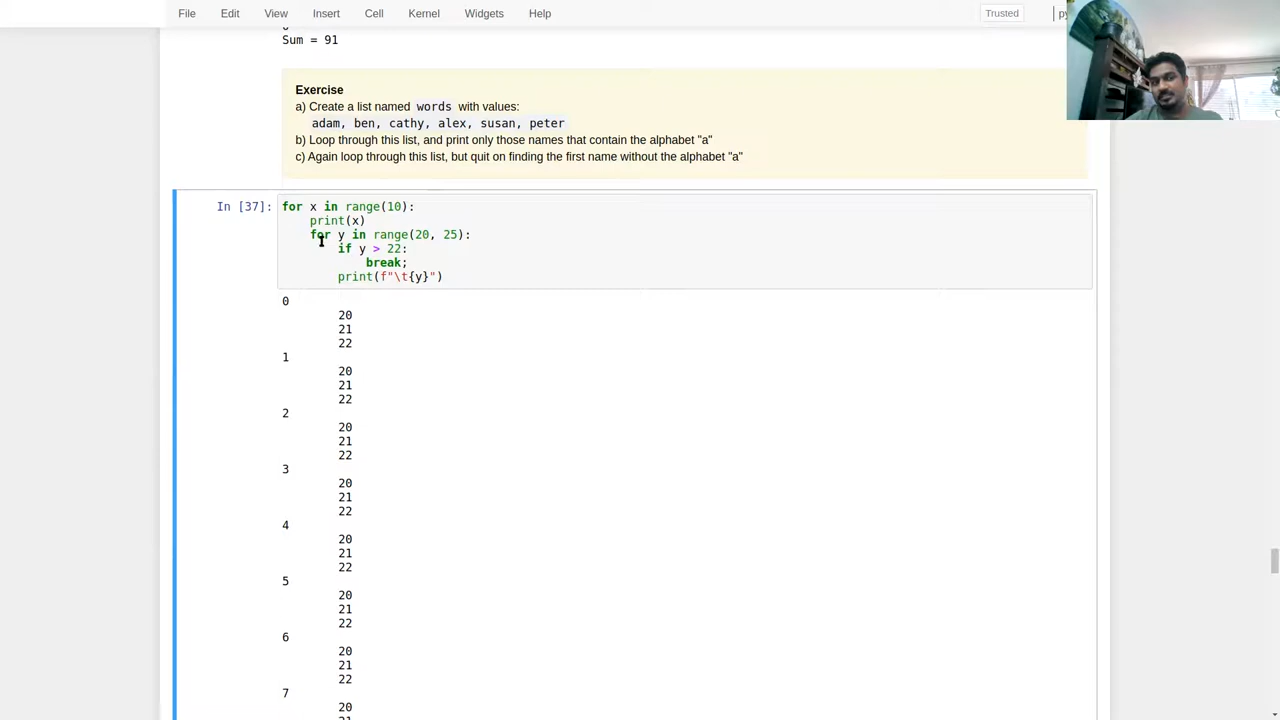 File Edit View Insert Cell Kernel Widgets Help Trusted
Sum = 91
Exercise
a) Create a list named words with values:
adam, ben, cathy, alex, susan, peter
b) Loop through this list, and print only those names that contain the alphabet "a"
c) Again loop through this list, but quit on finding the first name without the alphabet "a"
In [37]: for x in range(10):
print(x)
for y in range(20, 25):
if y > 22:
break;
print(f"\t{y}")
0
20
21
22
1
20
21
22
2
20
21
22
3
20
21
22
4
20
21
22
5
20
21
22
6
20
21
22
7
20